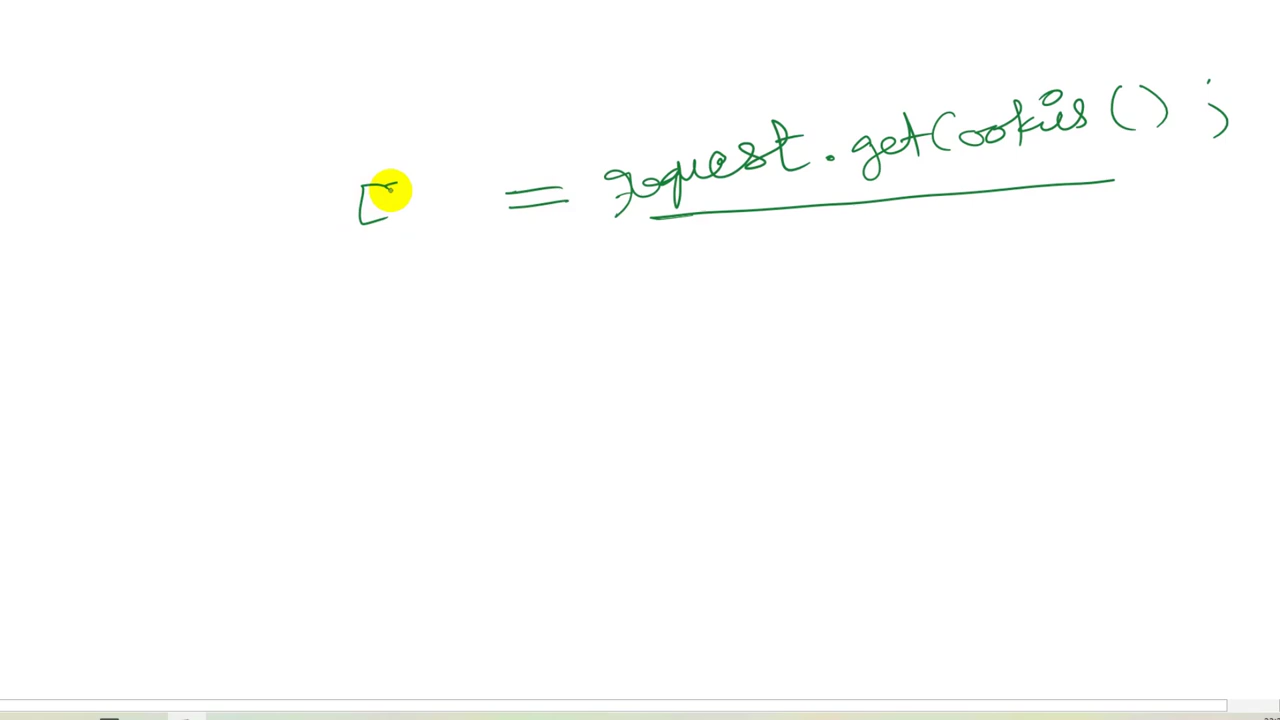 [ = request.getCookies() ;